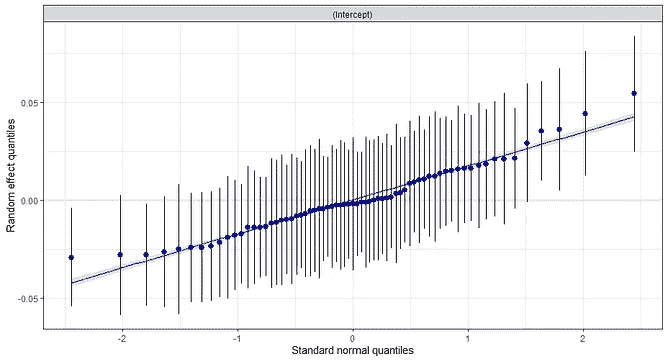 (Intercept)
Random effect quantiles
0.05
0.00
-0.05
-2
-1
0
1
2
Standard normal quantiles